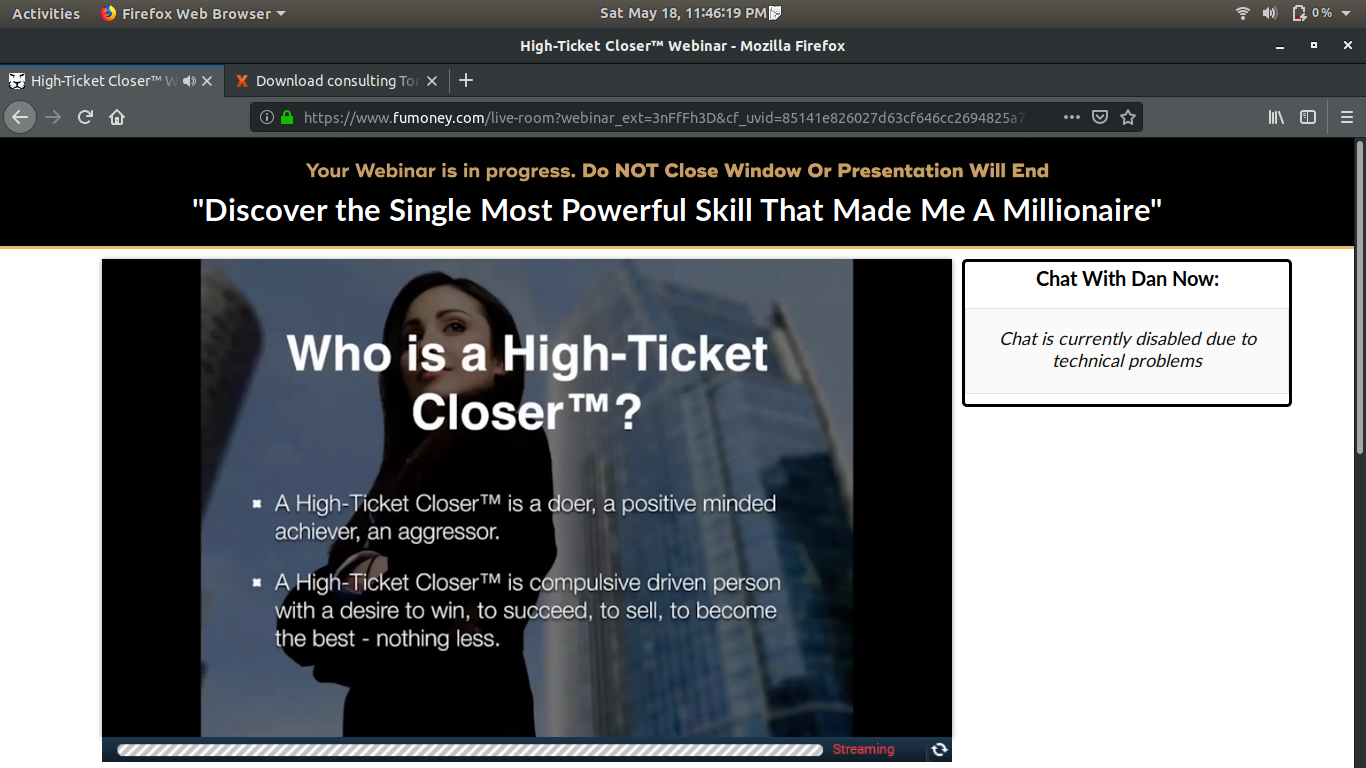 Activities Firefox Web Browser Sat May 18, 11:46:19 PM 0 %
High-Ticket Closer™ Webinar - Mozilla Firefox
High-Ticket Closer™ W Download consulting Tor
https://www.fumoney.com/live-room?webinar_ext=3nFfFh3D&cf_uvid=85141e826027d63cf646cc2694825a7
Your Webinar is in progress. Do NOT Close Window Or Presentation Will End
"Discover the Single Most Powerful Skill That Made Me A Millionaire"
Who is a High-Ticket
Closer™?
A High-Ticket Closer™ is a doer, a positive minded
achiever, an aggressor.
A High-Ticket Closer™ is compulsive driven person
with a desire to win, to succeed, to sell, to become
the best - nothing less.
Streaming
Chat With Dan Now:
Chat is currently disabled due to
technical problems